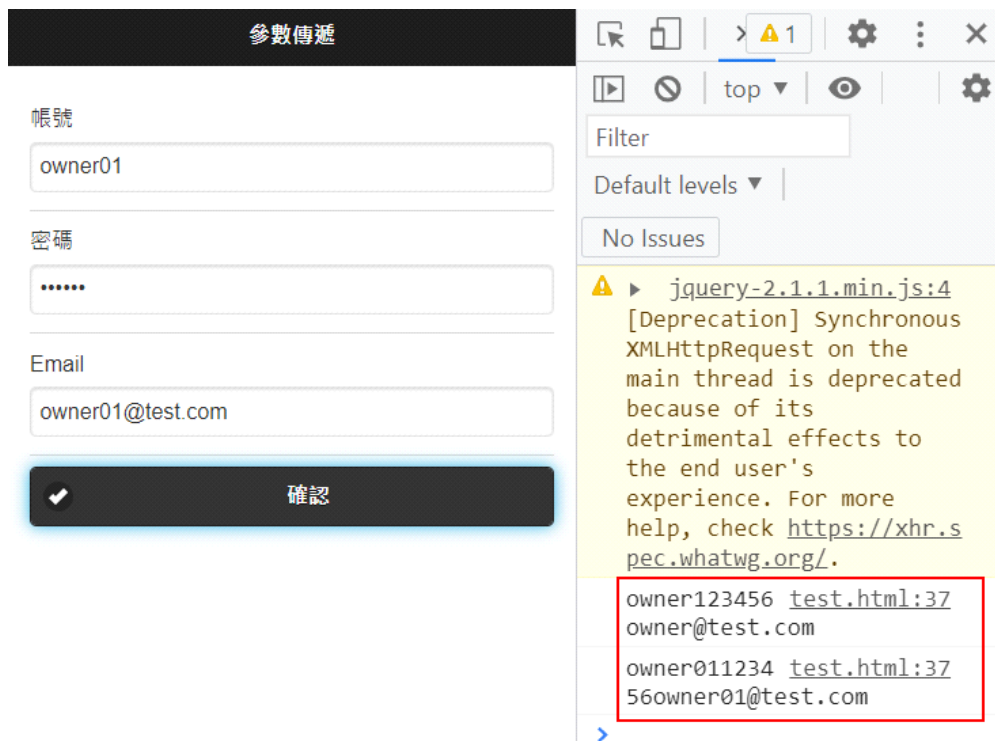 參數傳遞
帳號
owner01
密碼
••••••
Email
owner01@test.com
確認
1
top ▼
Filter
Default levels ▼
No Issues
jquery-2.1.1.min.js:4
[Deprecation] Synchronous
XMLHttpRequest on the
main thread is deprecated
because of its
detrimental effects to
the end user's
experience. For more
help, check https://xhr.s
pec.whatwg.org/.
owner123456 test.html:37
owner@test.com
owner011234 test.html:37
56owner01@test.com